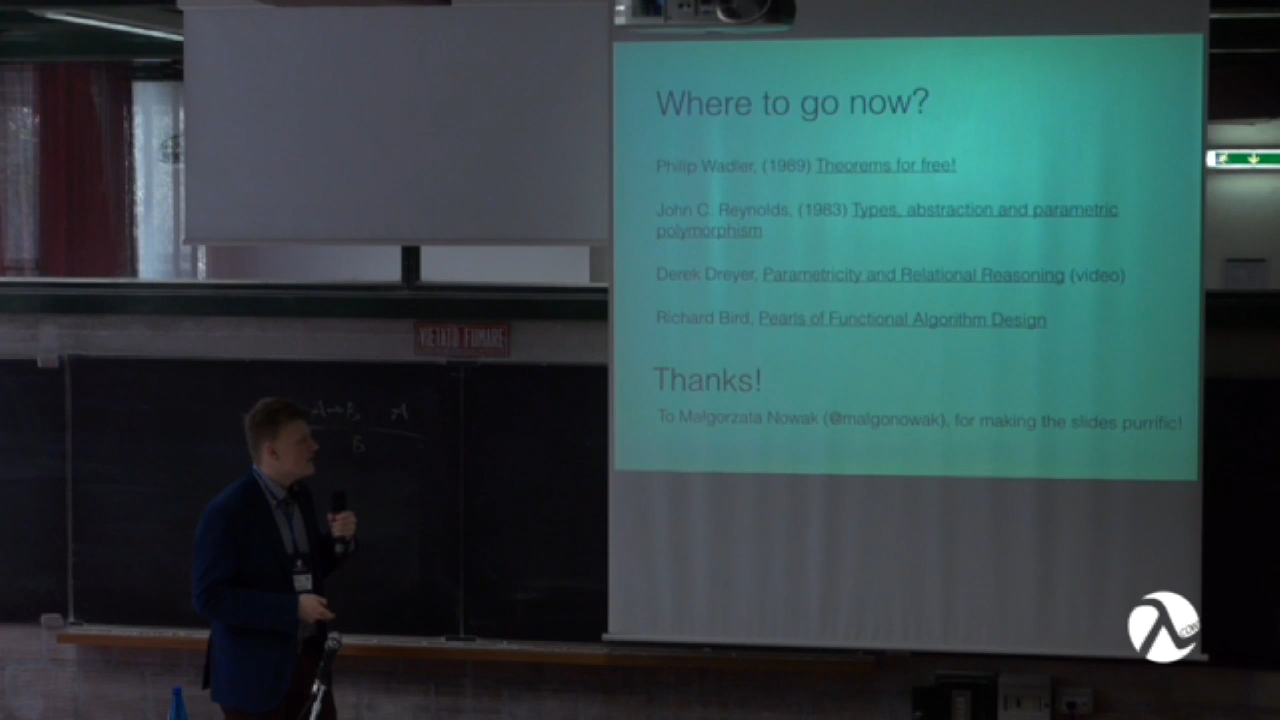 Where to go now?
Philip Wadler, (1989) Theorems for free!
John C. Reynolds, (1983) Types, abstraction and parametric
polymorphism
Derek Dreyer, Parametricity and Relational Reasoning (video)
Richard Bird, Pearls of Functional Algorithm Design
VIETATO FUMARE
Thanks!
To Małgorzata Nowak (@malgonowak), for making the slides purrific!
λ CON